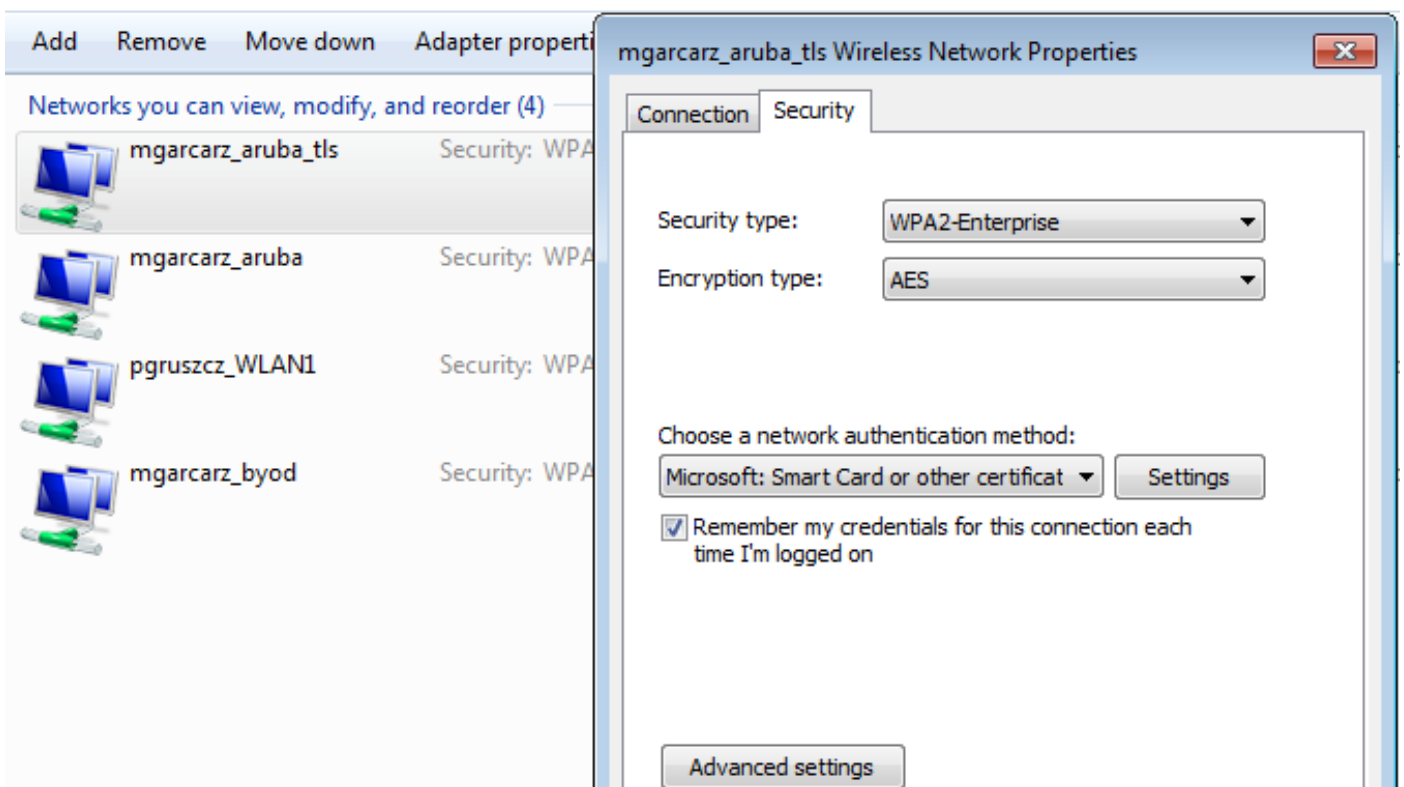 Add Remove Move down Adapter properti
Networks you can view, modify, and reorder (4)
mgarcarz_aruba_tls Security: WPA
mgarcarz_aruba Security: WPA
pgruszcz_WLAN1 Security: WPA
mgarcarz_byod Security: WPA
mgarcarz_aruba_tls Wireless Network Properties
Connection Security
Security type: WPA2-Enterprise
Encryption type: AES
Choose a network authentication method:
Microsoft: Smart Card or other certificat Settings
Remember my credentials for this connection each
time I'm logged on
Advanced settings